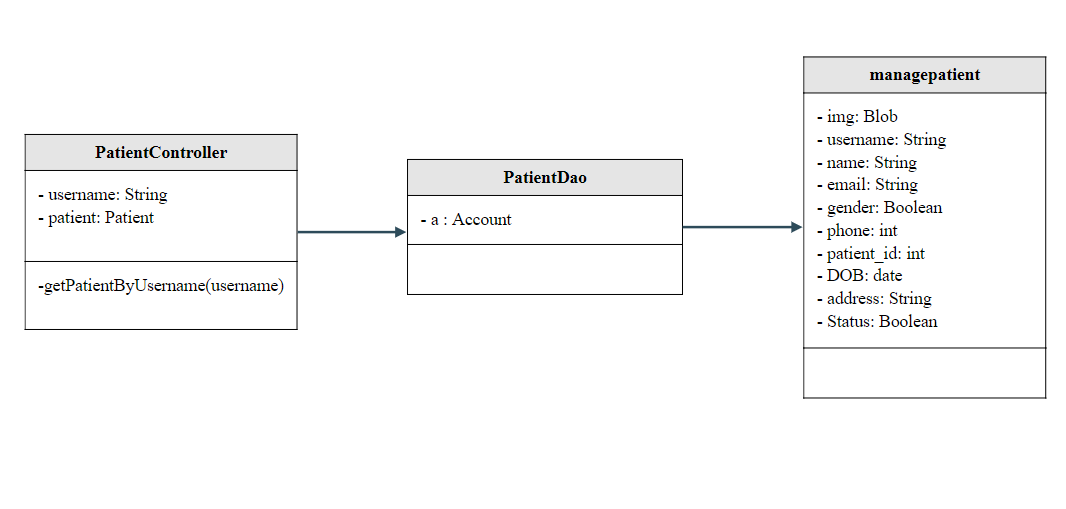 PatientController
- username: String
- patient: Patient
-getPatientByUsername(username)
PatientDao
- a : Account
managepatient
- img: Blob
- username: String
- name: String
- email: String
- gender: Boolean
- phone: int
- patient_id: int
- DOB: date
- address: String
- Status: Boolean